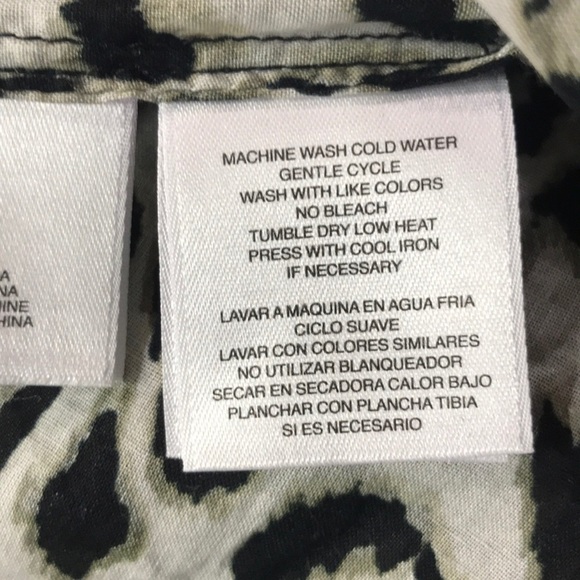 MACHINE WASH COLD WATER
GENTLE CYCLE
WASH WITH LIKE COLORS
NO BLEACH
TUMBLE DRY LOW HEAT
PRESS WITH COOL IRON
IF NECESSARY
LAVAR A MAQUINA EN AGUA FRIA
CICLO SUAVE
LAVAR CON COLORES SIMILARES
NO UTILIZAR BLANQUEADOR
SECAR EN SECADORA CALOR BAJO
PLANCHAR CON PLANCHA TIBIA
SI ES NECESARIO